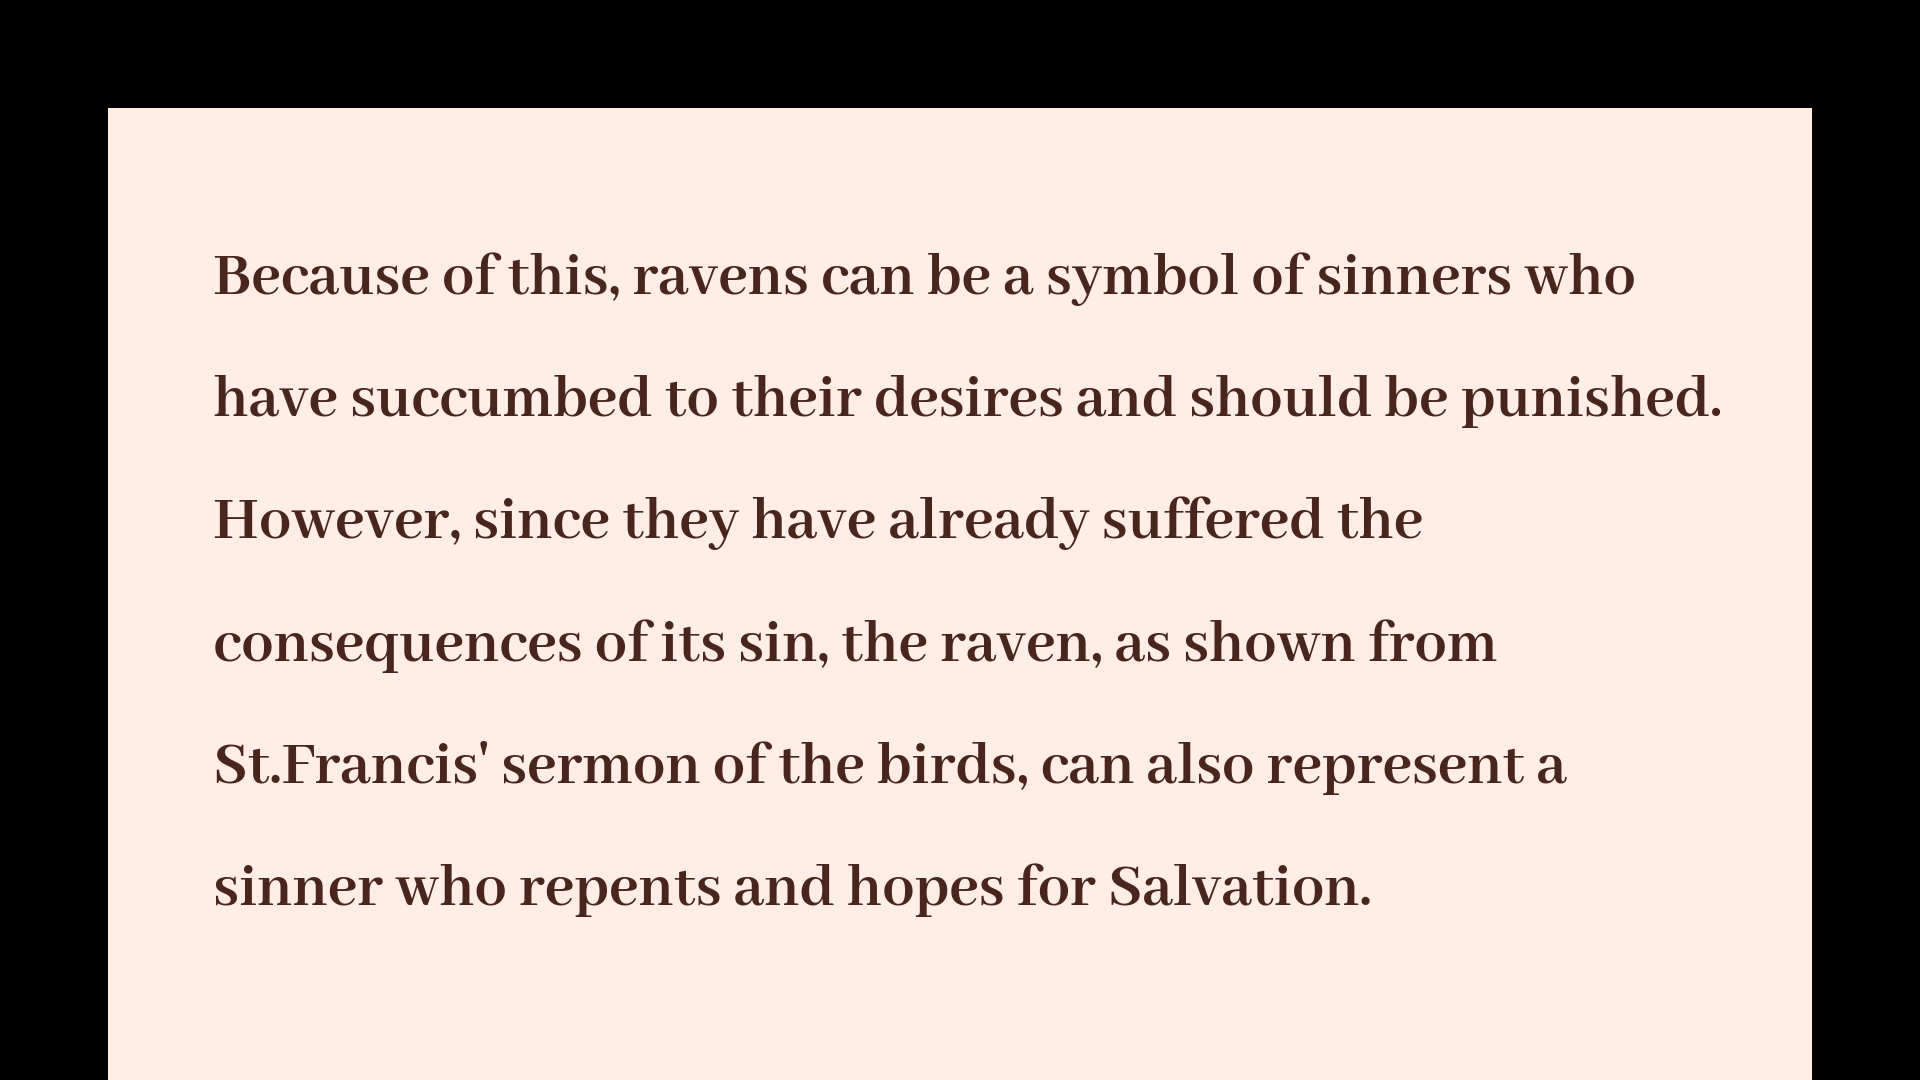 Because of this, ravens can be a symbol of sinners who
have succumbed to their desires and should be punished.
However, since they have already suffered the
consequences of its sin, the raven, as shown from
St.Francis' sermon of the birds, can also represent a
sinner who repents and hopes for Salvation.